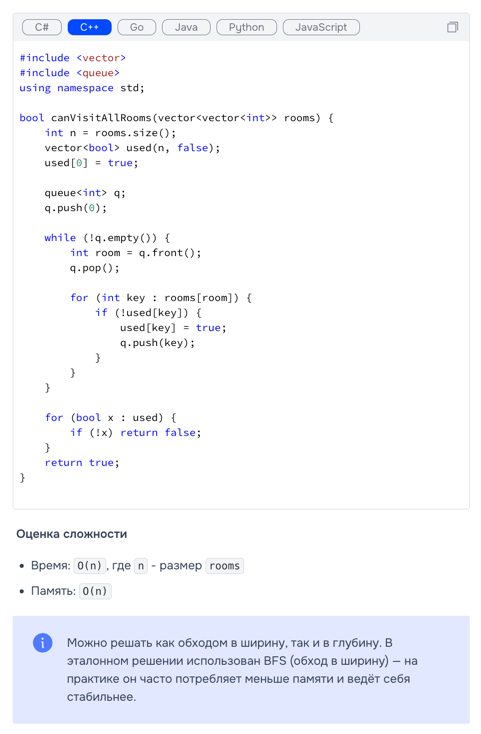 C# C++ Go Java Python JavaScript
#include <vector>
#include <queue>
using namespace std;

bool canVisitAllRooms(vector<vector<int>> rooms) {
    int n = rooms.size();
    vector<bool> used(n, false);
    used[0] = true;

    queue<int> q;
    q.push(0);

    while (!q.empty()) {
        int room = q.front();
        q.pop();

        for (int key : rooms[room]) {
            if (!used[key]) {
                used[key] = true;
                q.push(key);
            }
        }
    }

    for (bool x : used) {
        if (!x) return false;
    }
    return true;
}
Оценка сложности
• Время: O(n), где n - размер rooms
• Память: O(n)
Можно решать как обходом в ширину, так и в глубину. В
эталонном решении использован BFS (обход в ширину) — на
практике он часто потребляет меньше памяти и ведёт себя
стабильнее.